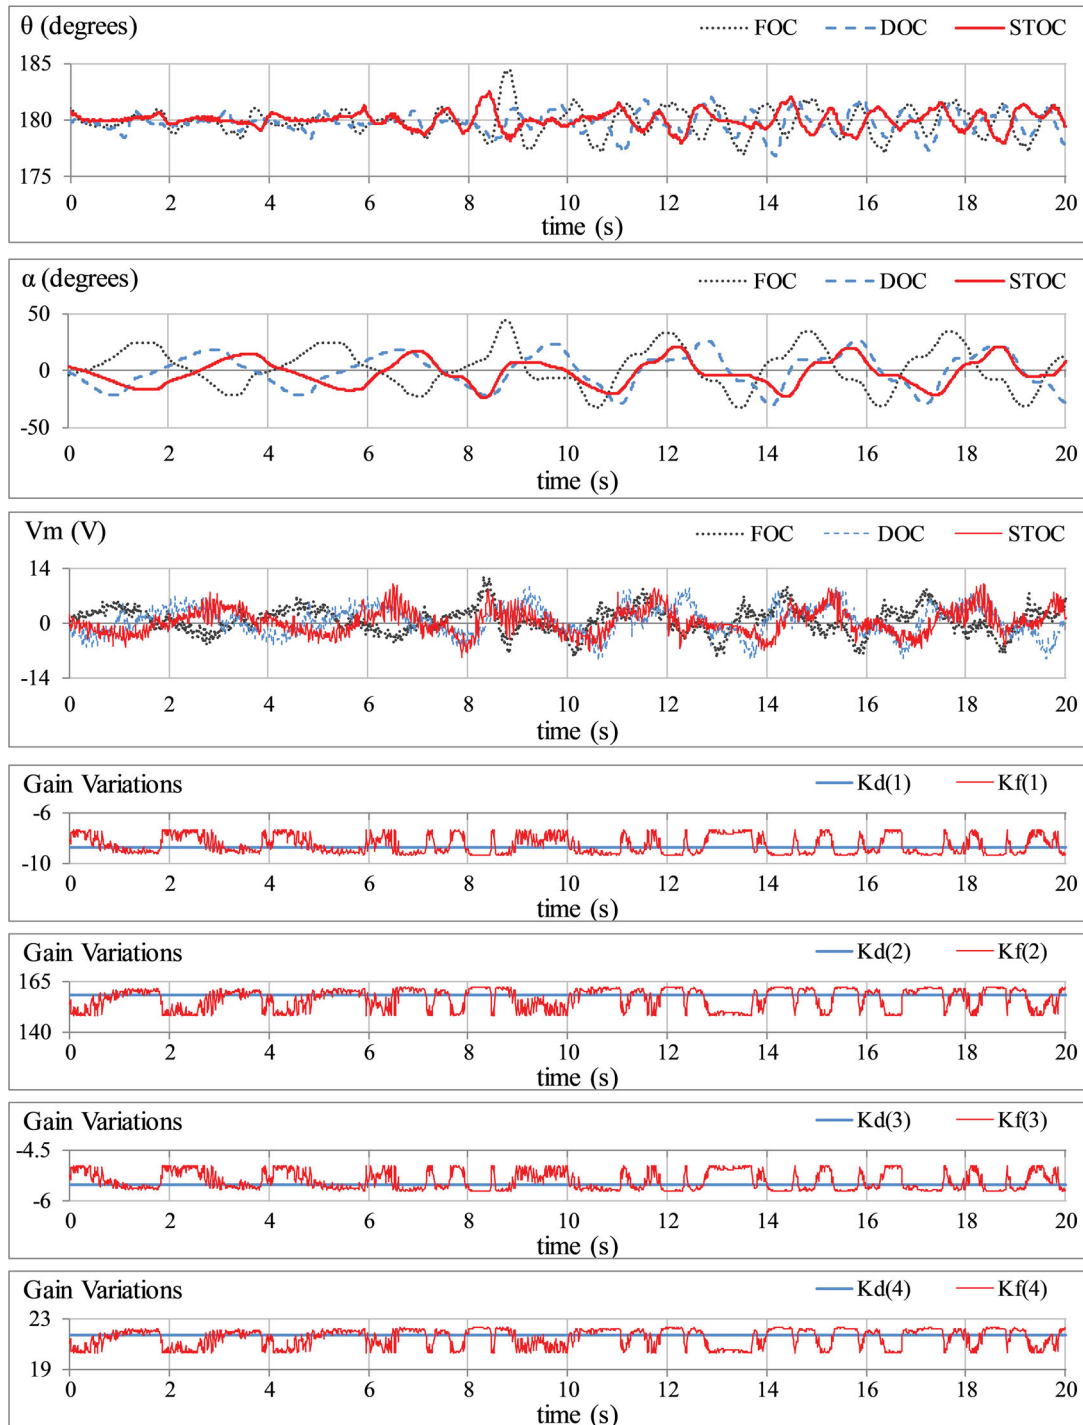 θ (degrees)
FOC DOC STOC
185
180
175
0 2 4 6 8 10 12 14 16 18 20
time (s)
α (degrees)
FOC DOC STOC
50
0
-50
0 2 4 6 8 10 12 14 16 18 20
time (s)
Vm (V)
FOC DOC STOC
14
0
-14
0 2 4 6 8 10 12 14 16 18 20
time (s)
Gain Variations
Kd(1) Kf(1)
-6
-10
0 2 4 6 8 10 12 14 16 18 20
time (s)
Gain Variations
Kd(2) Kf(2)
165
140
0 2 4 6 8 10 12 14 16 18 20
time (s)
Gain Variations
Kd(3) Kf(3)
-4.5
-6
0 2 4 6 8 10 12 14 16 18 20
time (s)
Gain Variations
Kd(4) Kf(4)
23
19
0 2 4 6 8 10 12 14 16 18 20
time (s)